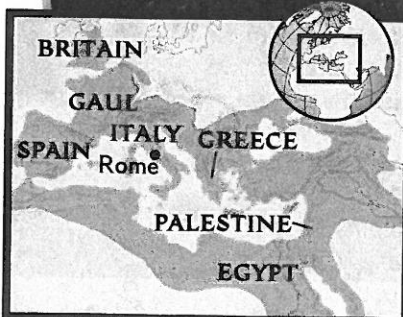 BRITAIN
GAUL
ITALY GREECE
SPAIN Rome
PALESTINE
EGYPT